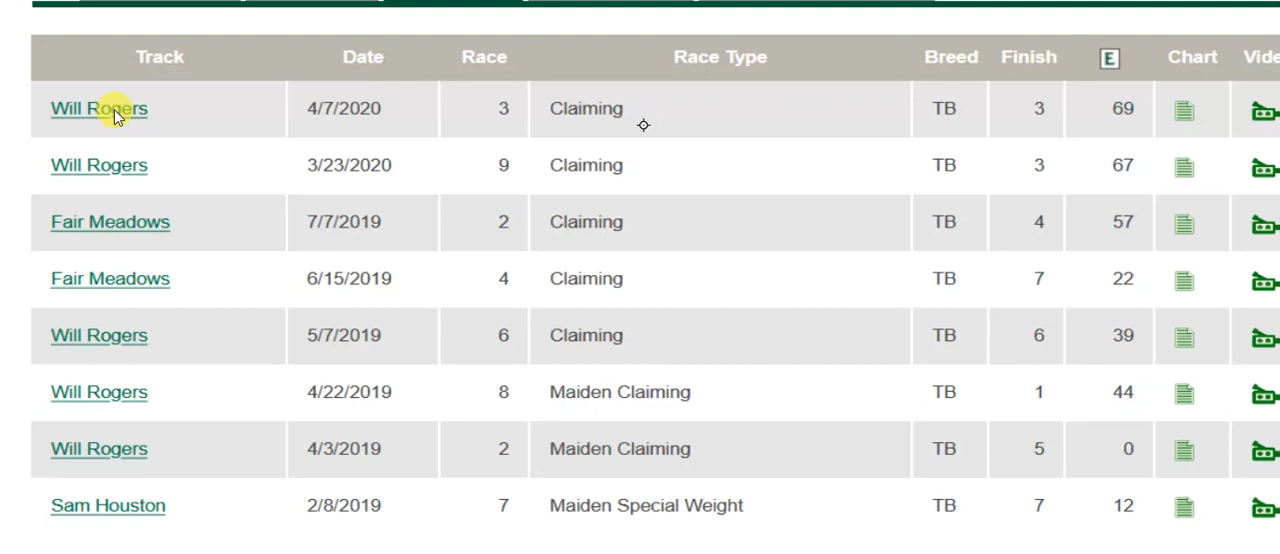 Track Date Race Race Type Breed Finish E Chart Vide
Will Rogers 4/7/2020 3 Claiming TB 3 69
Will Rogers 3/23/2020 9 Claiming TB 3 67
Fair Meadows 7/7/2019 2 Claiming TB 4 57
Fair Meadows 6/15/2019 4 Claiming TB 7 22
Will Rogers 5/7/2019 6 Claiming TB 6 39
Will Rogers 4/22/2019 8 Maiden Claiming TB 1 44
Will Rogers 4/3/2019 2 Maiden Claiming TB 5 0
Sam Houston 2/8/2019 7 Maiden Special Weight TB 7 12